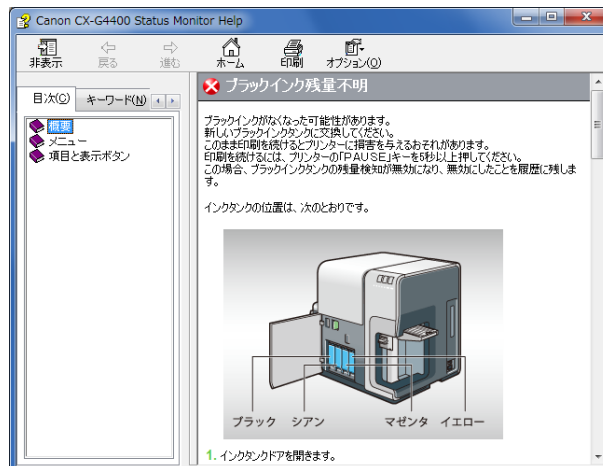 Canon CX-G4400 Status Monitor Help
非表示 戻る 進む ホーム 印刷 オプション(O)
目次(C) キーワード(N)
概要
メニュー
項目と表示ボタン
ブラックインク残量不明
ブラックインクがなくなった可能性があります。
新しいブラックインクタンクに交換してください。
このまま印刷を続けるとプリンターに損害を与えるおそれがあります。
印刷を続けるには、プリンターの「PAUSE」キーを5秒以上押してください。
この場合、ブラックインクタンクの残量検知が無効になり、無効にしたことを履歴に残しま
す。
インクタンクの位置は、次のとおりです。
ブラック シアン マゼンタ イエロー
1. インクタンクドアを開きます。